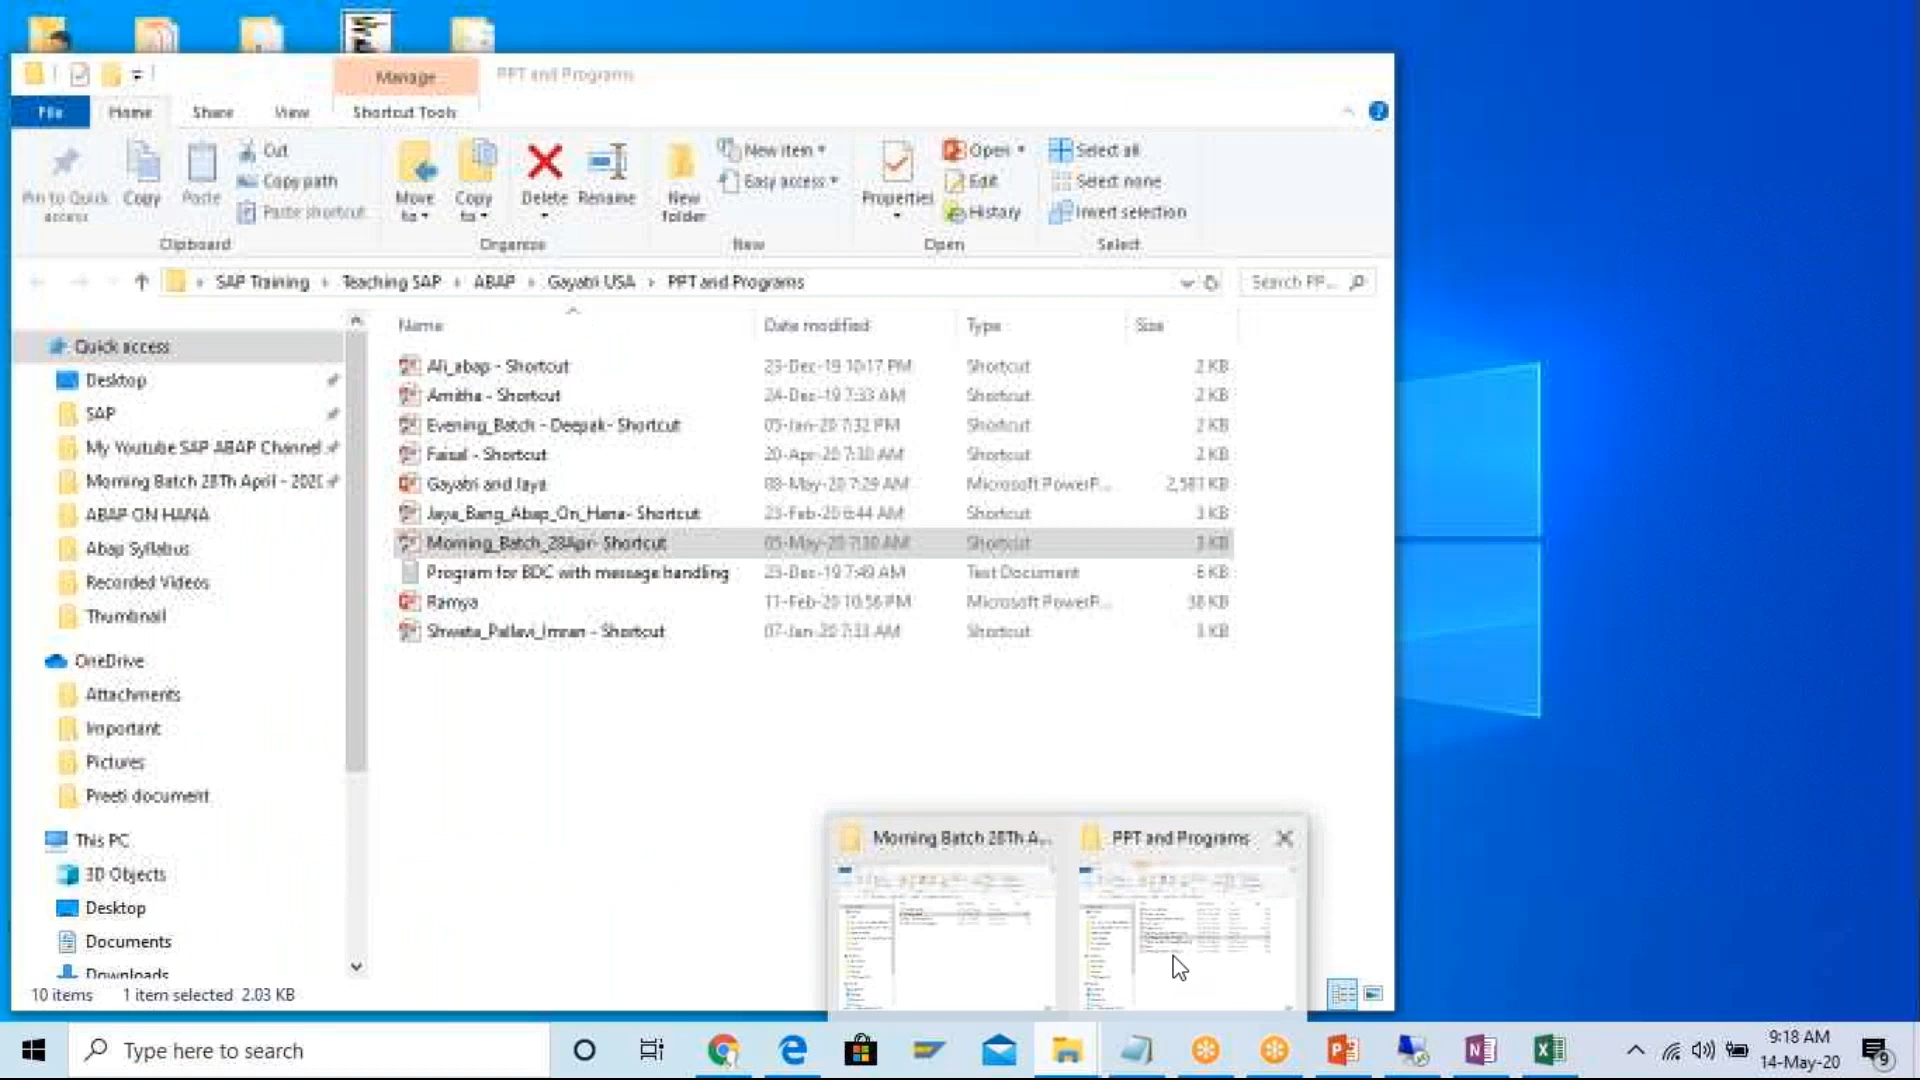 Manage PPT and Programs
File Home Share View Shortcut Tools
Pin to Quick access Copy Paste Cut Copy path Paste shortcut
Move to Copy to Delete Rename New folder New item Easy access Properties Open Edit History Select all Select none Invert selection
Clipboard Organize New Open Select
SAP Training › Teaching SAP › ABAP › Gayatri USA › PPT and Programs Search PP...
Name Date modified Type Size
Ali_abap - Shortcut 23-Dec-19 10:17 PM Shortcut 2 KB
Amitha - Shortcut 24-Dec-19 7:33 AM Shortcut 2 KB
Evening_Batch - Deepak- Shortcut 05-Jan-20 7:32 PM Shortcut 2 KB
Faisal - Shortcut 20-Apr-20 7:30 AM Shortcut 2 KB
Gayatri and Jaya 08-May-20 7:29 AM Microsoft PowerP... 2,581 KB
Jaya_Bang_Abap_On_Hana- Shortcut 23-Feb-20 6:44 AM Shortcut 3 KB
Morning_Batch_28Apr- Shortcut 05-May-20 7:30 AM Shortcut 3 KB
Program for BDC with message handling 23-Dec-19 7:49 AM Text Document 6 KB
Ramya 11-Feb-20 10:56 PM Microsoft PowerP... 38 KB
Shweta_Pallavi_Imran - Shortcut 07-Jan-20 7:33 AM Shortcut 3 KB
Quick access
Desktop
SAP
My Youtube SAP ABAP Channel
Morning Batch 28Th April - 2020
ABAP ON HANA
Abap Syllabus
Recorded Videos
Thumbnail
OneDrive
Attachments
Important
Pictures
Preeti document
This PC
3D Objects
Desktop
Documents
Downloads
Morning Batch 28Th A... PPT and Programs
10 items 1 item selected 2.03 KB
Type here to search
9:18 AM
14-May-20
9